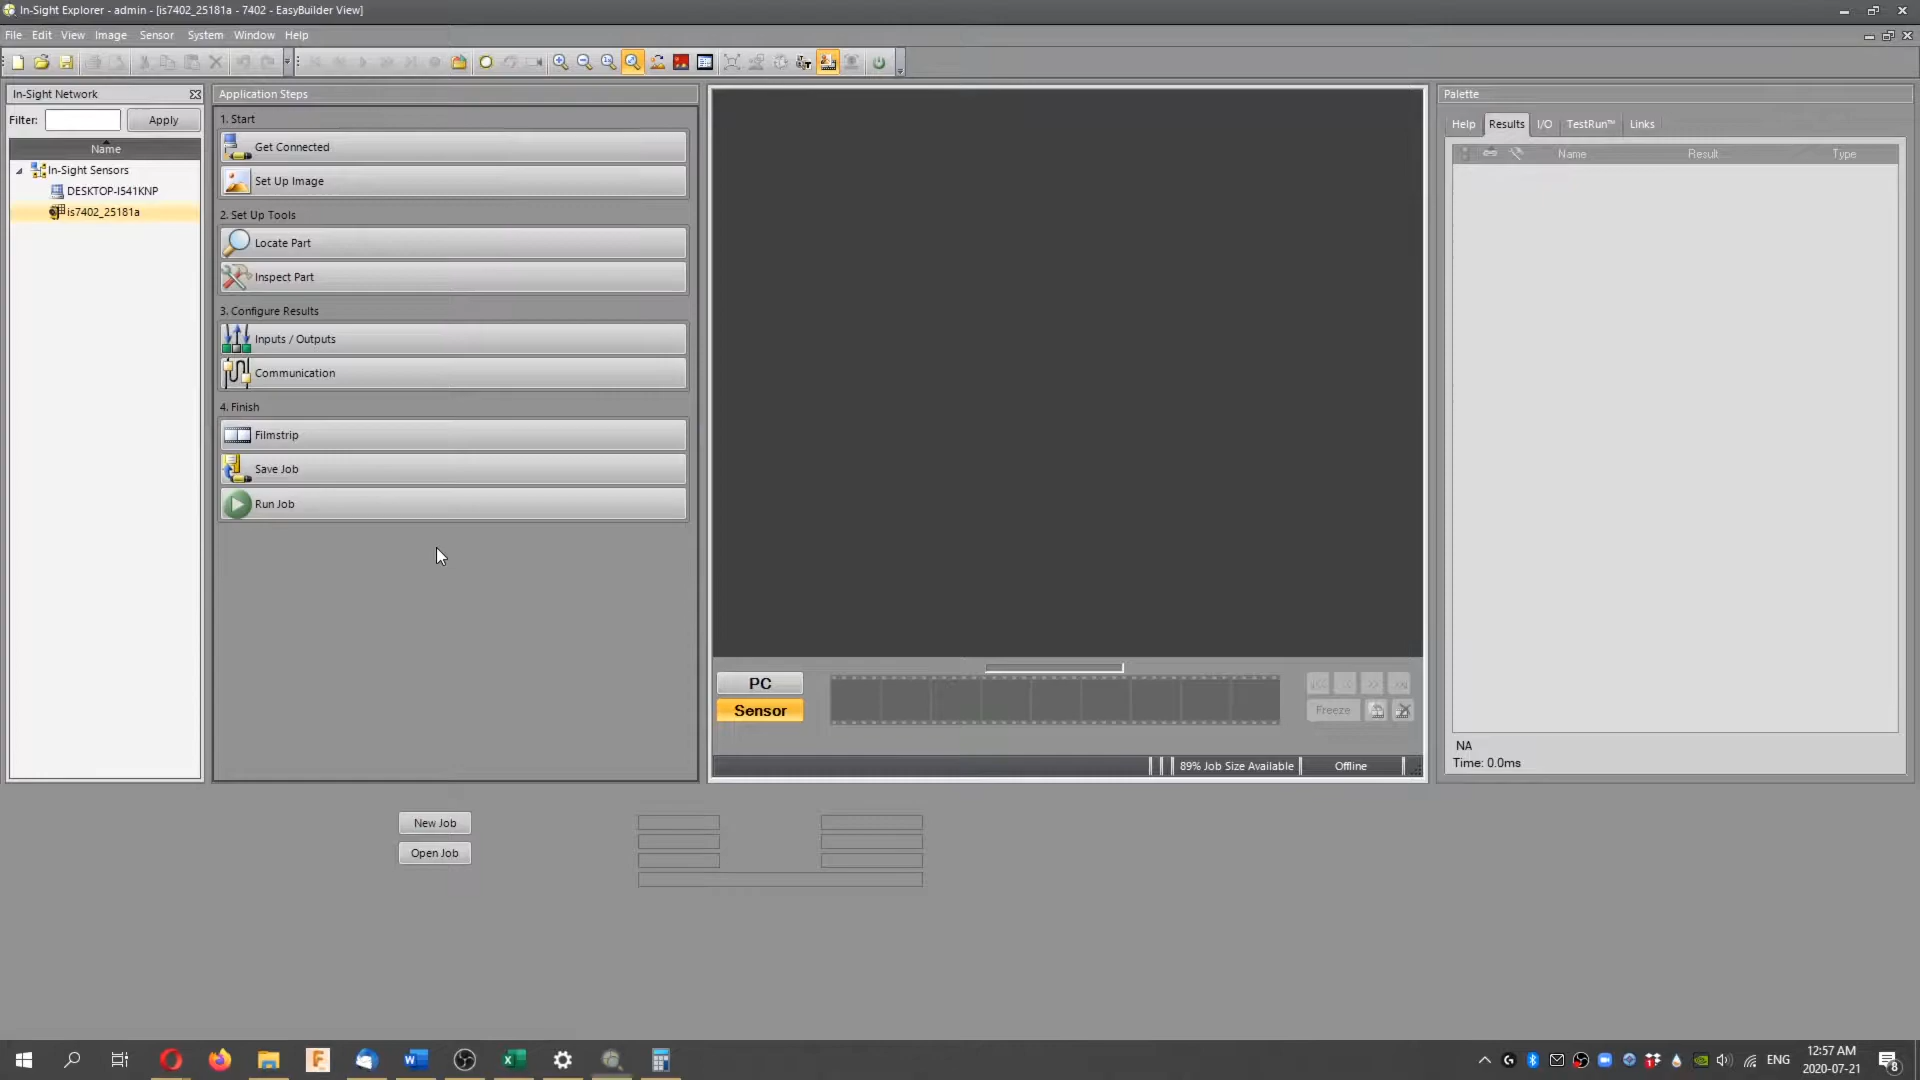 In-Sight Explorer - admin - [is7402_25181a - 7402 - EasyBuilder View]
File Edit View Image Sensor System Window Help
In-Sight Network
Filter: Apply
Name
In-Sight Sensors
DESKTOP-I541KNP
is7402_25181a
Application Steps
1. Start
Get Connected
Set Up Image
2. Set Up Tools
Locate Part
Inspect Part
3. Configure Results
Inputs / Outputs
Communication
4. Finish
Filmstrip
Save Job
Run Job
PC
Sensor
Freeze
89% Job Size Available
Offline
Palette
Help Results I/O TestRun™ Links
Name Result Type
NA
Time: 0.0ms
New Job
Open Job
ENG
12:57 AM
2020-07-21
8